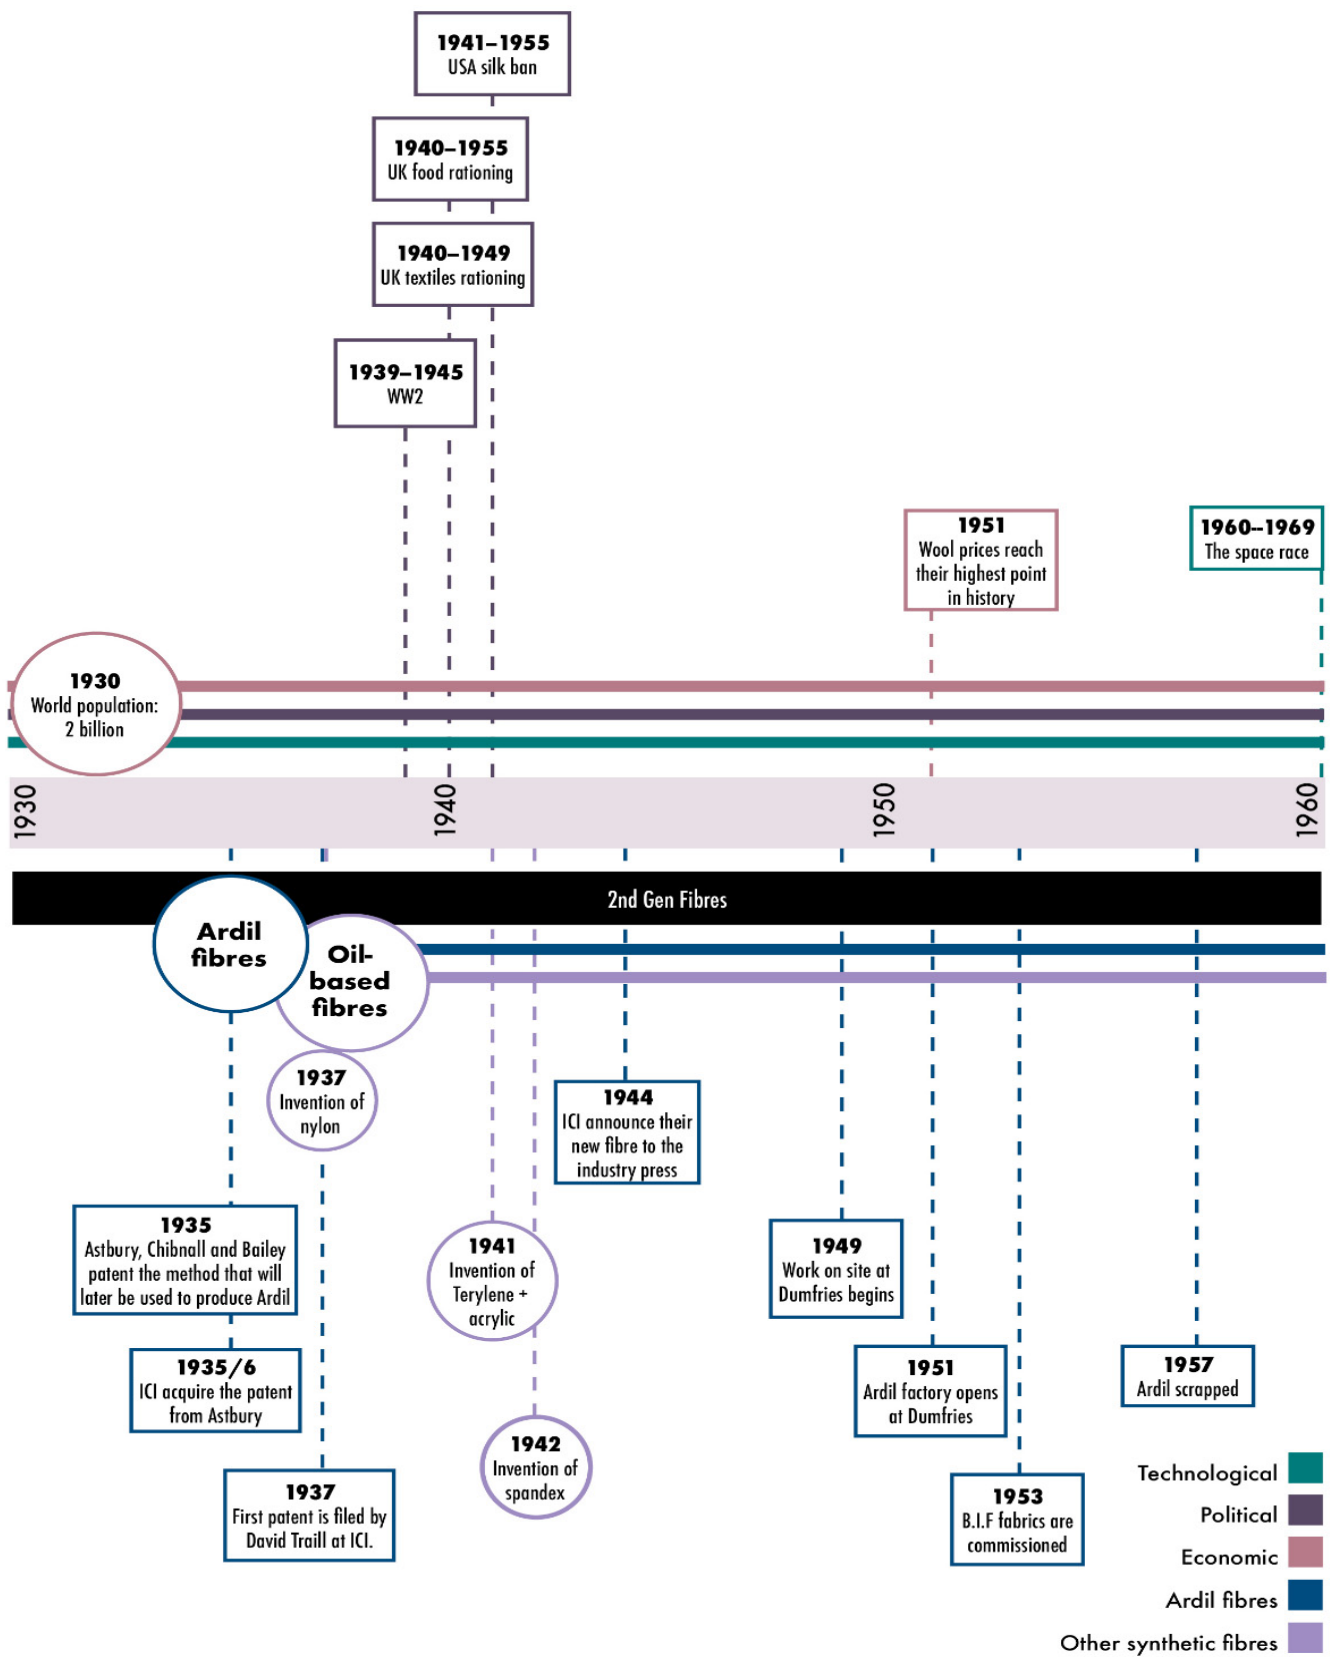 1941–1955
USA silk ban
1940–1955
UK food rationing
1940–1949
UK textiles rationing
1939–1945
WW2
1951
Wool prices reach
their highest point
in history
1960--1969
The space race
1930
World population:
2 billion
1930
1940
1950
1960
2nd Gen Fibres
Ardil
fibres
Oil-
based
fibres
1937
Invention of
nylon
1944
ICI announce their
new fibre to the
industry press
1935
Astbury, Chibnall and Bailey
patent the method that will
later be used to produce Ardil
1941
Invention of
Terylene +
acrylic
1949
Work on site at
Dumfries begins
1935/6
ICI acquire the patent
from Astbury
1951
Ardil factory opens
at Dumfries
1957
Ardil scrapped
1942
Invention of
spandex
1937
First patent is filed by
David Traill at ICI.
1953
B.I.F fabrics are
commissioned
Technological
Political
Economic
Ardil fibres
Other synthetic fibres